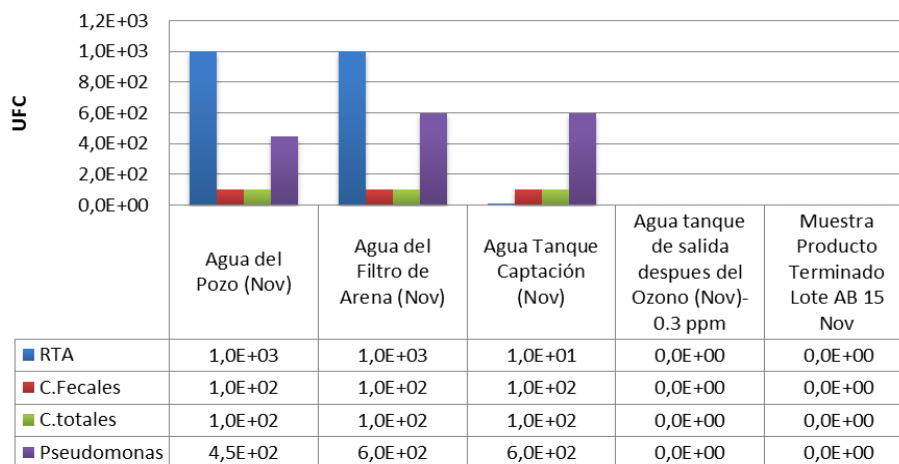 1,2E+03
1,0E+03
8,0E+02
6,0E+02
4,0E+02
2,0E+02
0,0E+00
UFC
Agua del
Pozo (Nov)
Agua del
Filtro de
Arena (Nov)
Agua Tanque
Captación
(Nov)
Agua tanque
de salida
despues del
Ozono (Nov)-
0.3 ppm
Muestra
Producto
Terminado
Lote AB 15
Nov
RTA 1,0E+03 1,0E+03 1,0E+01 0,0E+00 0,0E+00
C.Fecales 1,0E+02 1,0E+02 1,0E+02 0,0E+00 0,0E+00
C.totales 1,0E+02 1,0E+02 1,0E+02 0,0E+00 0,0E+00
Pseudomonas 4,5E+02 6,0E+02 6,0E+02 0,0E+00 0,0E+00